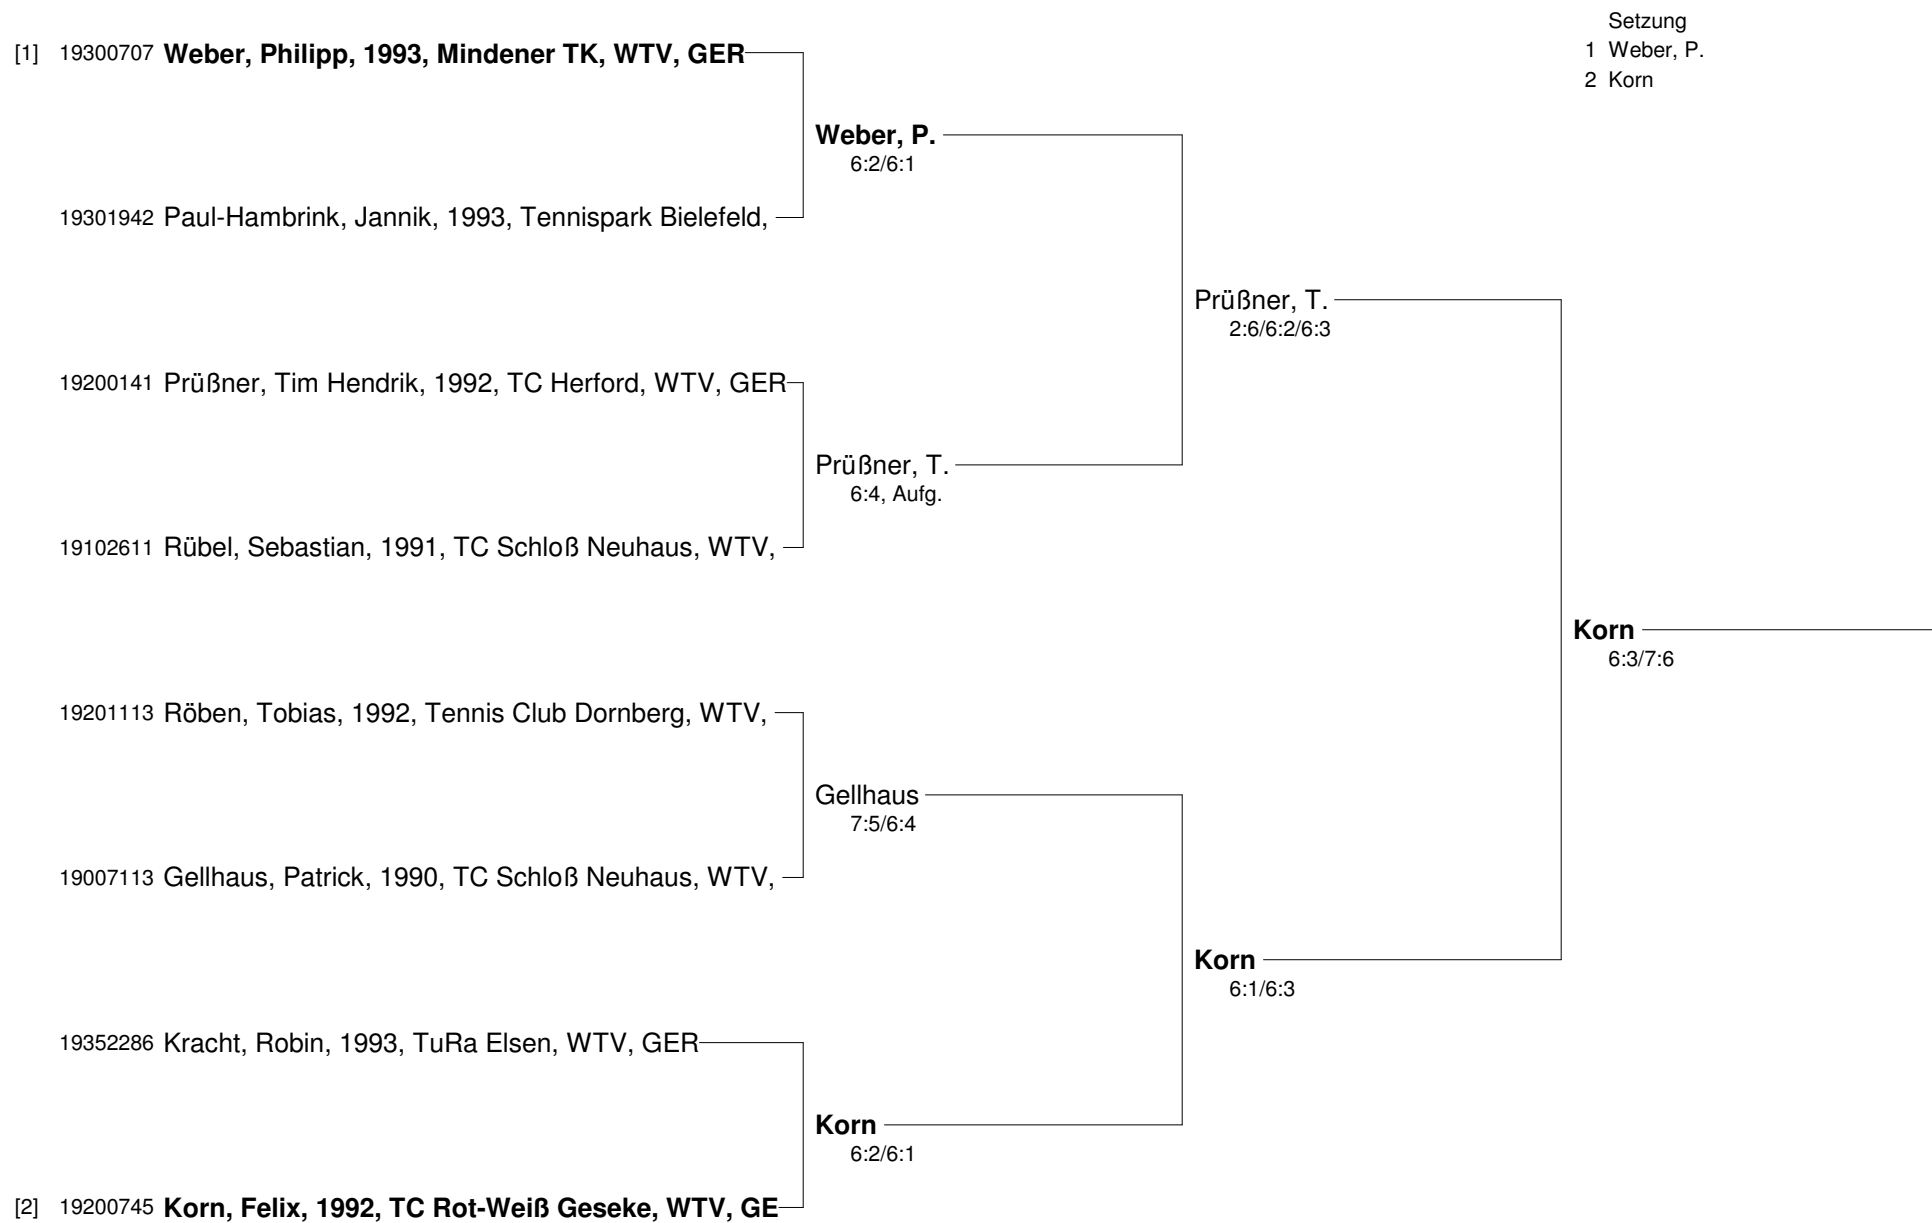 Setzung
[1] 19300707 Weber, Philipp, 1993, Mindener TK, WTV, GER
1 Weber, P.
2 Korn
Weber, P.
6:2/6:1
19301942 Paul-Hambrink, Jannik, 1993, Tennispark Bielefeld,
Prüßner, T.
2:6/6:2/6:3
19200141 Prüßner, Tim Hendrik, 1992, TC Herford, WTV, GER
Prüßner, T.
6:4, Aufg.
19102611 Rübel, Sebastian, 1991, TC Schloß Neuhaus, WTV,
Korn
6:3/7:6
19201113 Röben, Tobias, 1992, Tennis Club Dornberg, WTV,
Gellhaus
7:5/6:4
19007113 Gellhaus, Patrick, 1990, TC Schloß Neuhaus, WTV,
Korn
6:1/6:3
19352286 Kracht, Robin, 1993, TuRa Elsen, WTV, GER
Korn
6:2/6:1
[2] 19200745 Korn, Felix, 1992, TC Rot-Weiß Geseke, WTV, GE